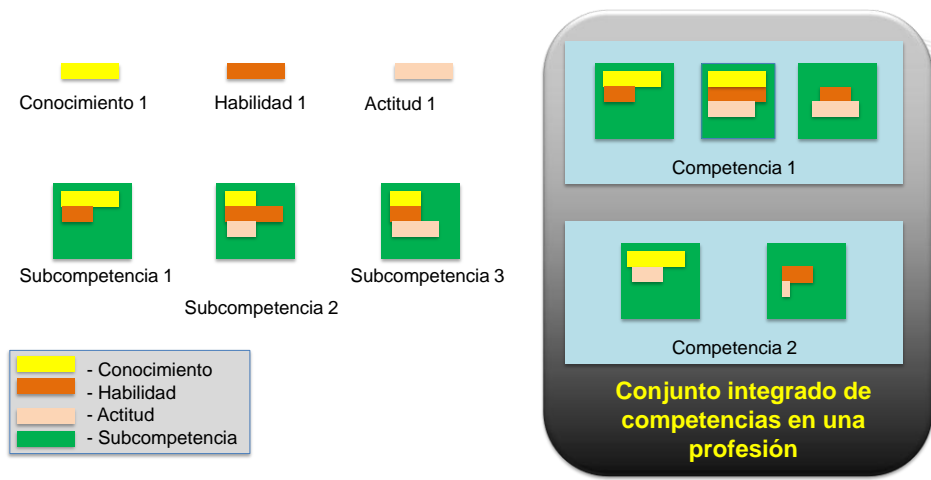 Conocimiento 1
Habilidad 1
Actitud 1
Subcompetencia 1
Subcompetencia 2
Subcompetencia 3
- Conocimiento
- Habilidad
- Actitud
- Subcompetencia
Competencia 1
Competencia 2
Conjunto integrado de
competencias en una
profesión